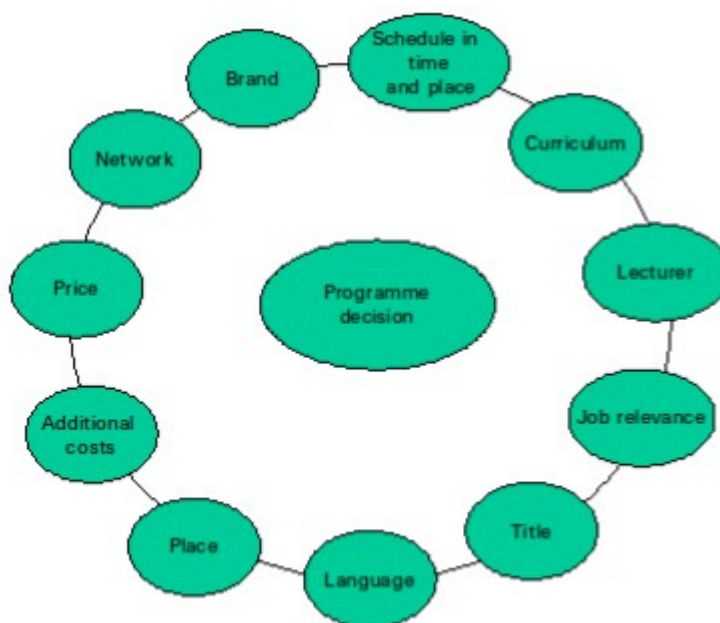 Schedule in
time
and place
Curriculum
Lecturer
Job relevance
Title
Language
Place
Additional
costs
Price
Network
Brand
Programme
decision